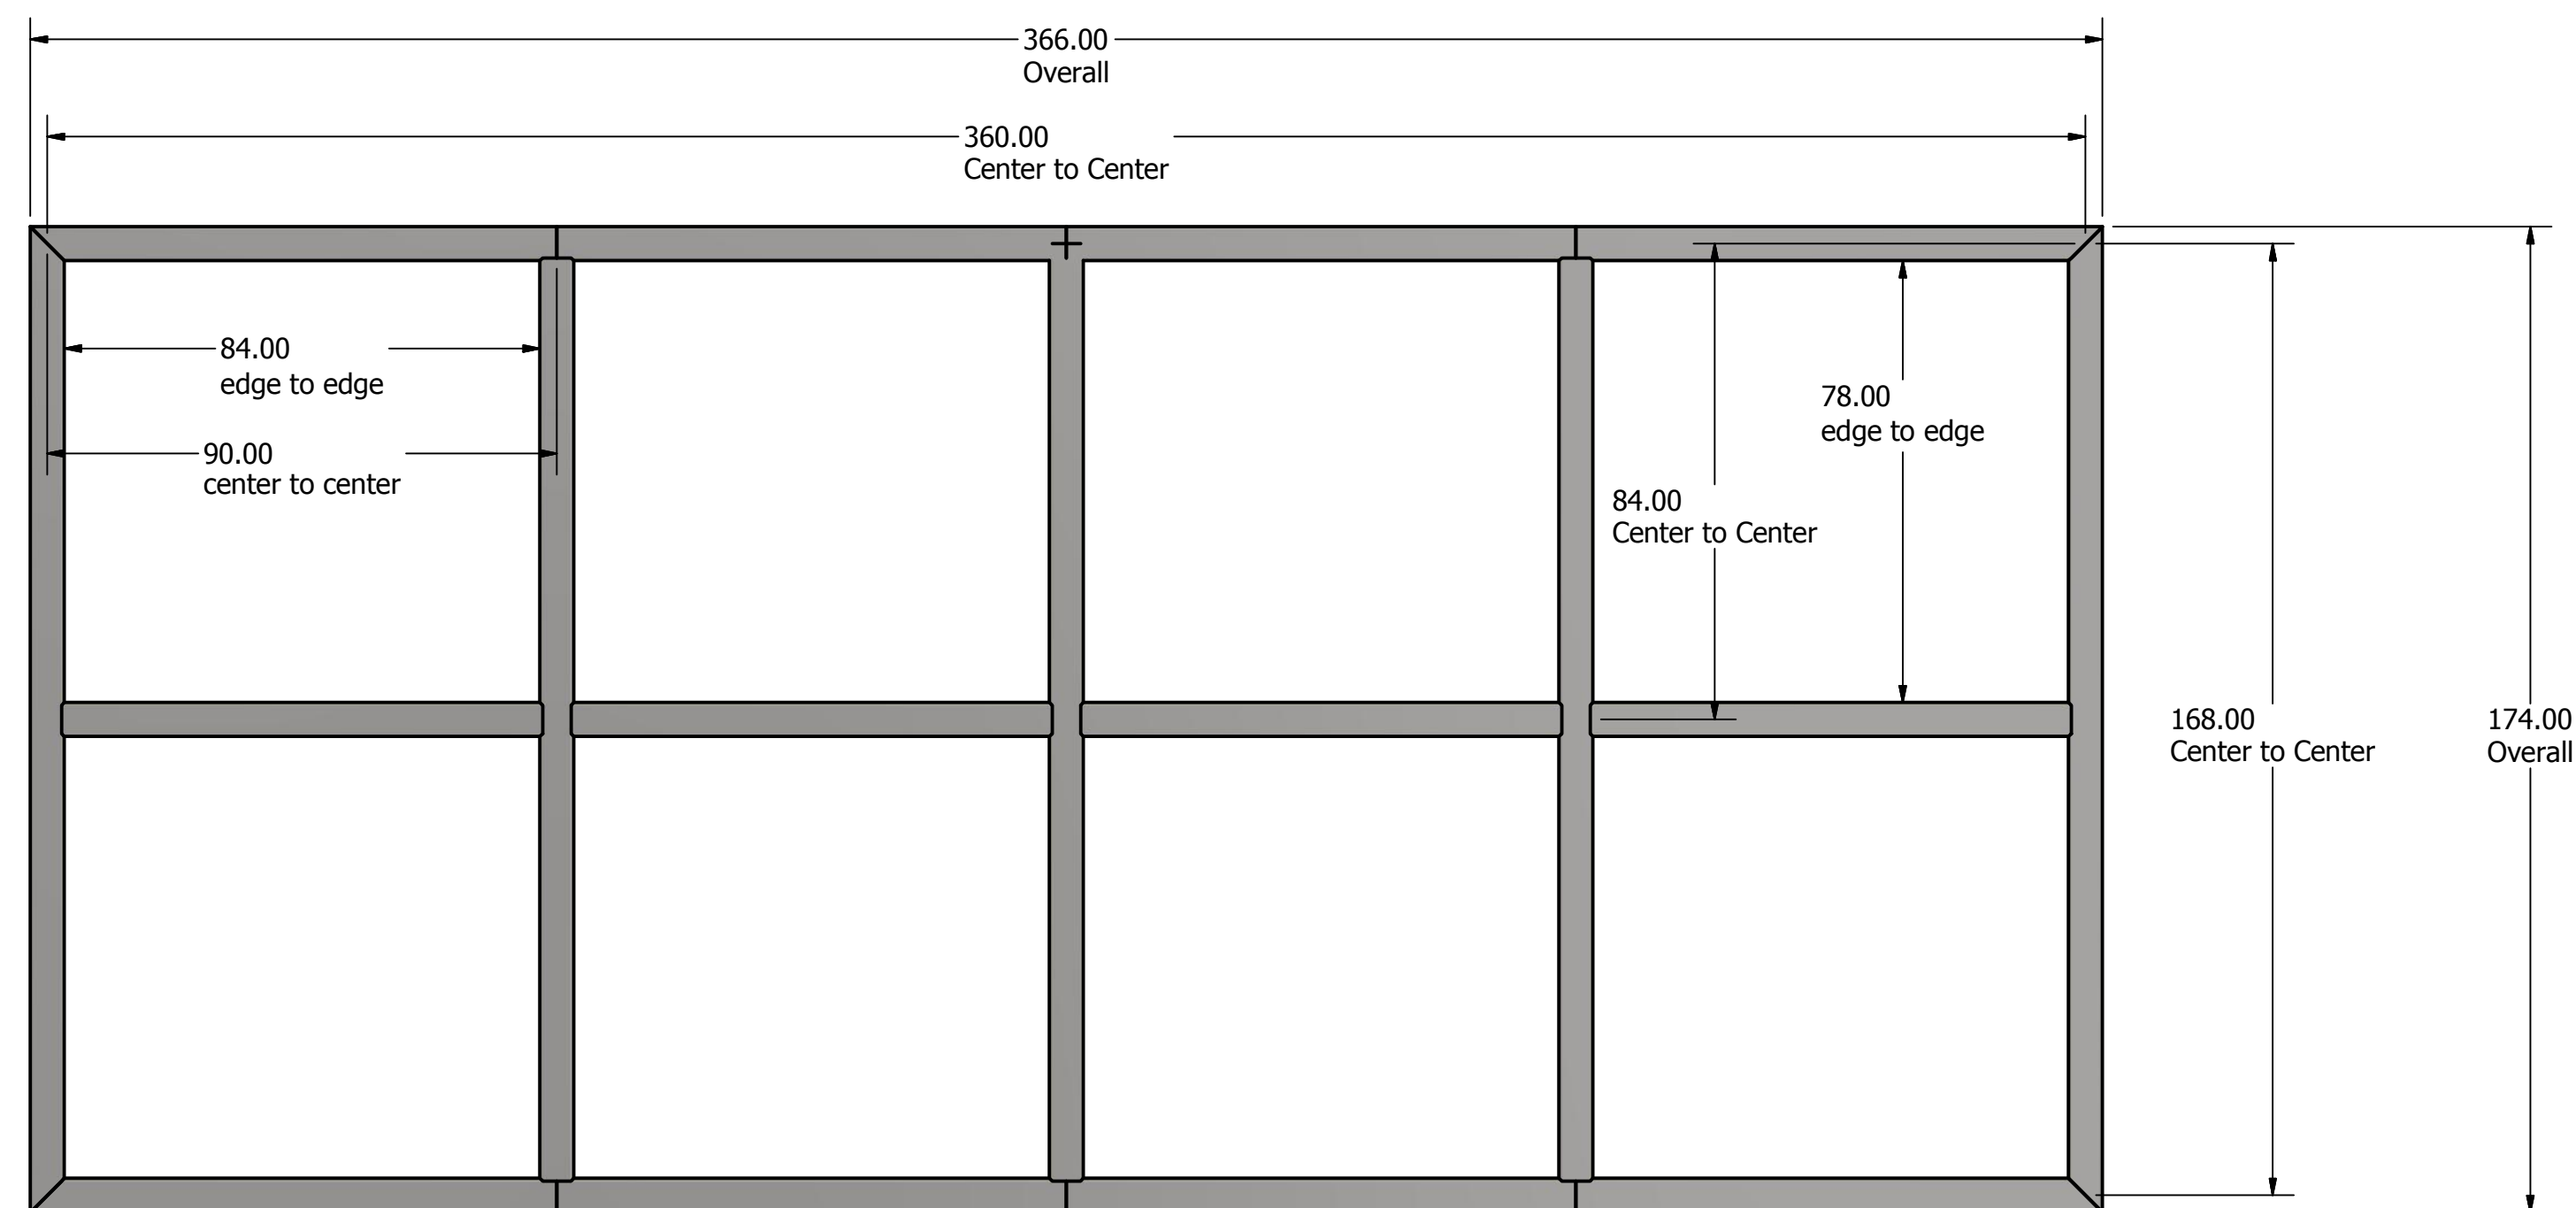 366.00
Overall
360.00
Center to Center
84.00
edge to edge
90.00
center to center
78.00
edge to edge
84.00
Center to Center
168.00
Center to Center
174.00
Overall